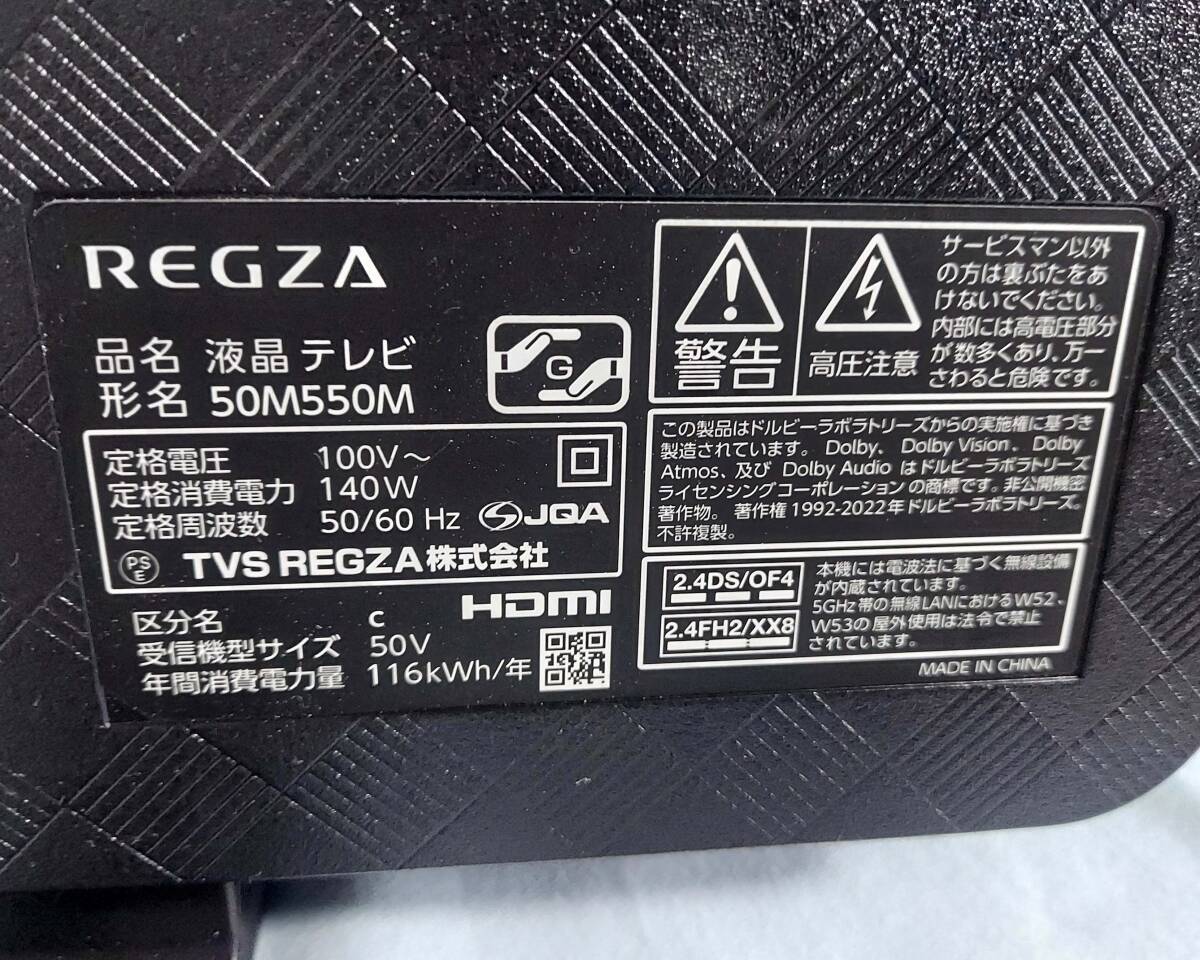 REGZA
品名 液晶 テレビ
形名 50M550M
G
定格電圧 100V～
定格消費電力 140W
定格周波数 50/60 Hz
JQA
PS
E
TVS REGZA株式会社
HDMI
区分名 c
受信機型サイズ 50V
年間消費電力量 116kWh/年
警告
高圧注意
サービスマン以外
の方は裏ぶたをあ
けないでください。
内部には高電圧部分
が数多くあり、万一
さわると危険です。
この製品はドルビーラボラトリーズからの実施権に基づき
製造されています。 Dolby、 Dolby Vision、 Dolby
Atmos、及び Dolby Audio はドルビーラボラトリーズ
ライセンシングコーポレーションの商標です。非公開機密
著作物。 著作権 1992-2022年ドルビーラボラトリーズ。
不許複製。
2.4DS/OF4
2.4FH2/XX8
本機には電波法に基づく無線設備
が内蔵されています。
5GHz 帯の無線LANにおけるW52、
W53の屋外使用は法令で禁止
されています。
MADE IN CHINA